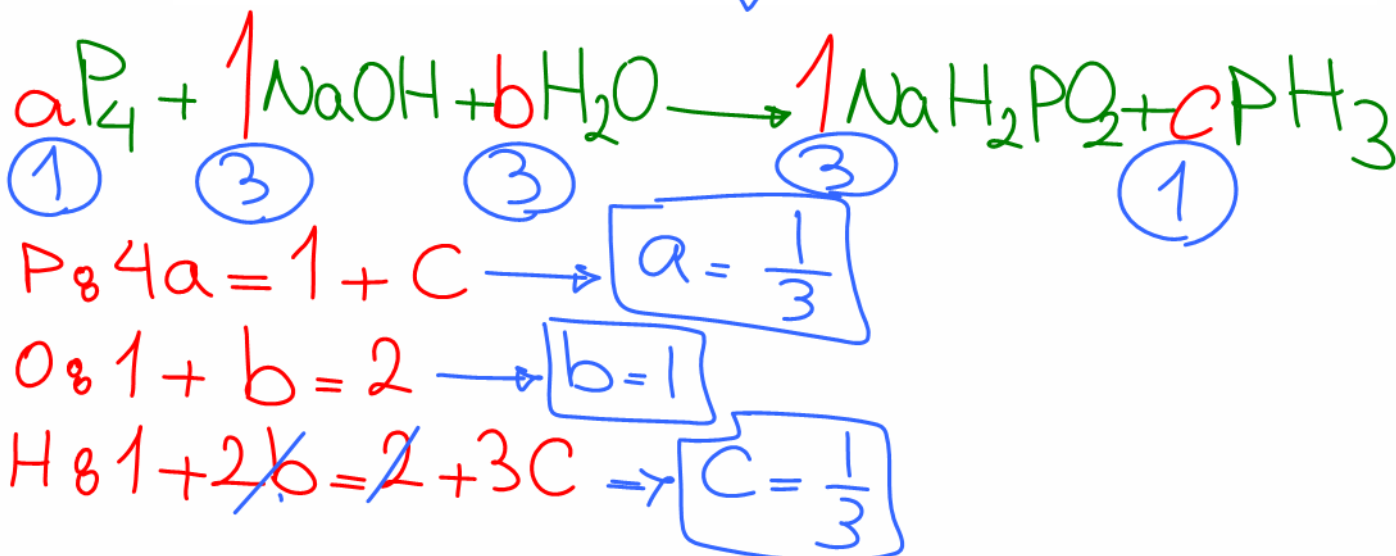 aP₄ + 1NaOH + bH₂O → 1NaH₂PO₂ + cPH₃
1 3 3 3 1
P: 4a = 1 + C → a = 1/3
O: 1 + b = 2 → b = 1
H: 1 + 2b = 2 + 3C ⇒ C = 1/3